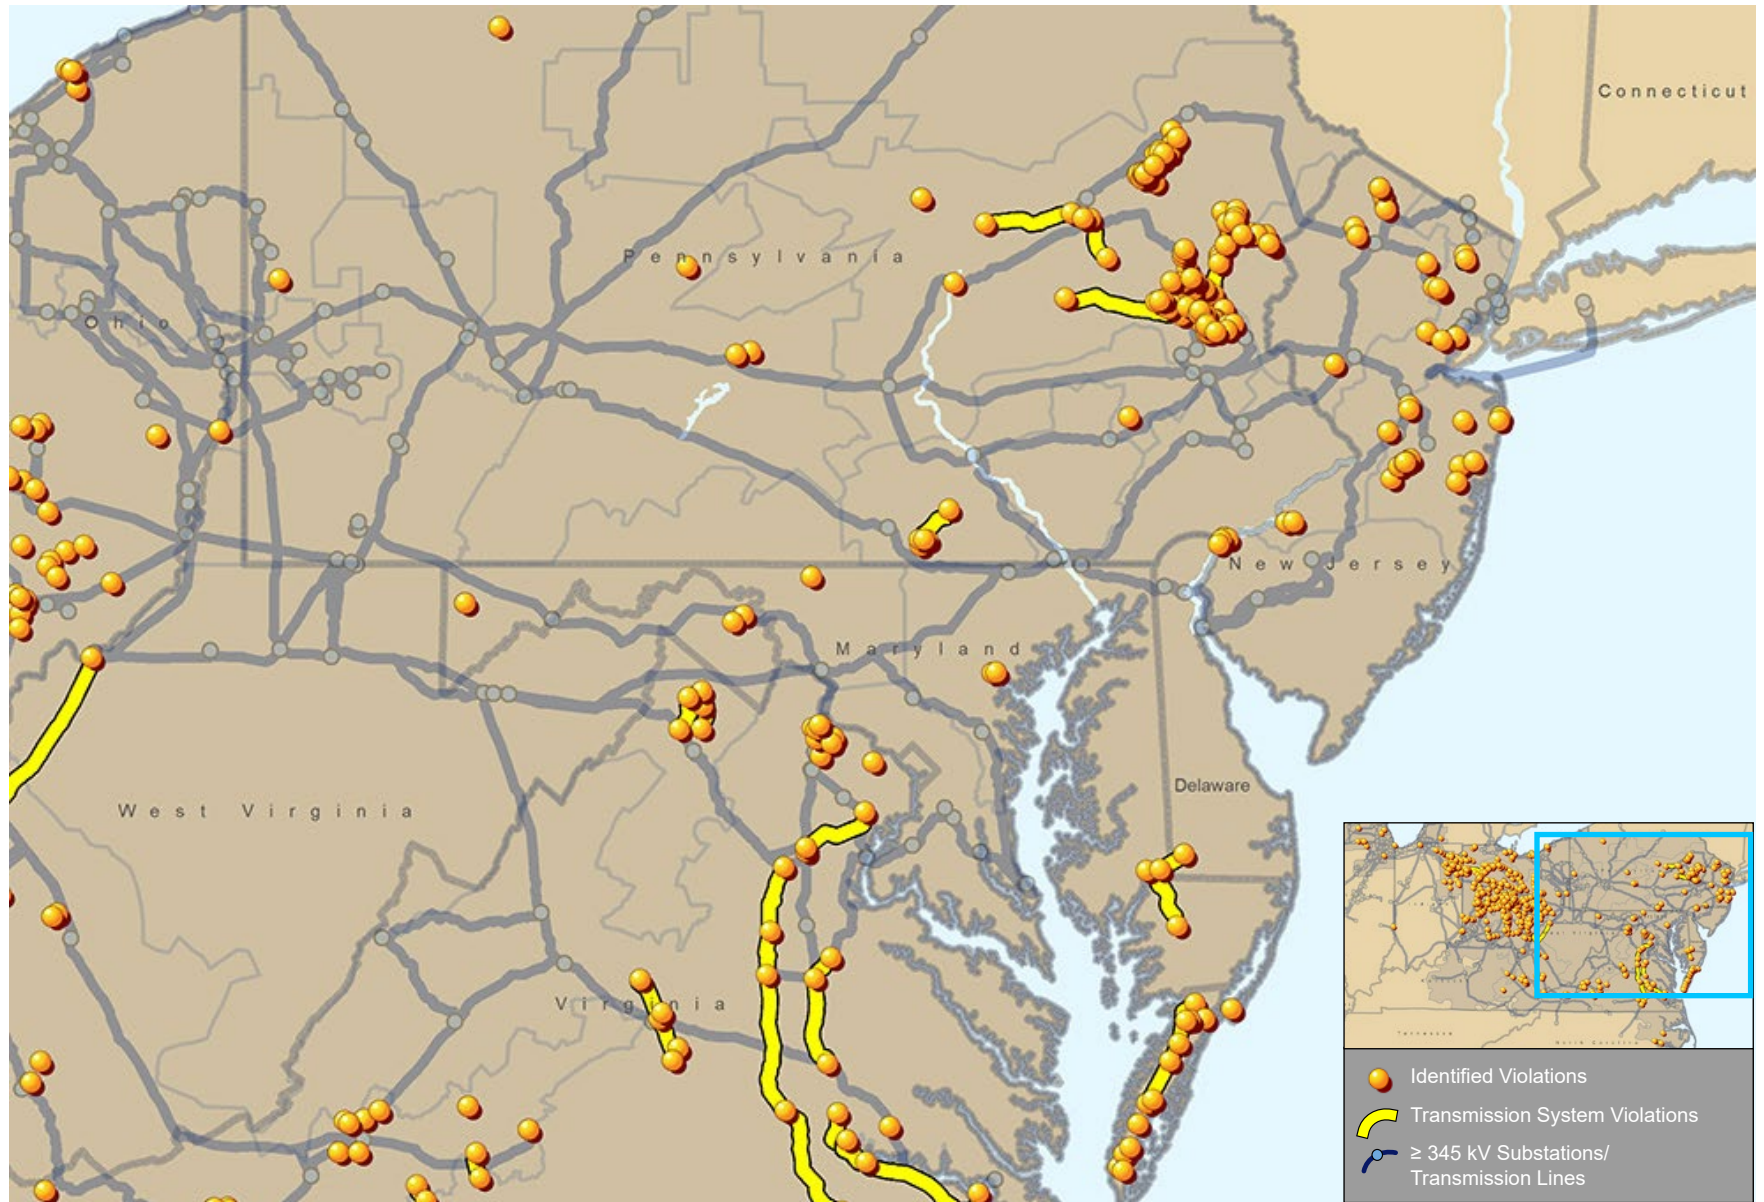 Connecticut
Pennsylvania
Ohio
New Jersey
Maryland
Delaware
West Virginia
Virginia
Identified Violations
Transmission System Violations
≥ 345 kV Substations/
Transmission Lines